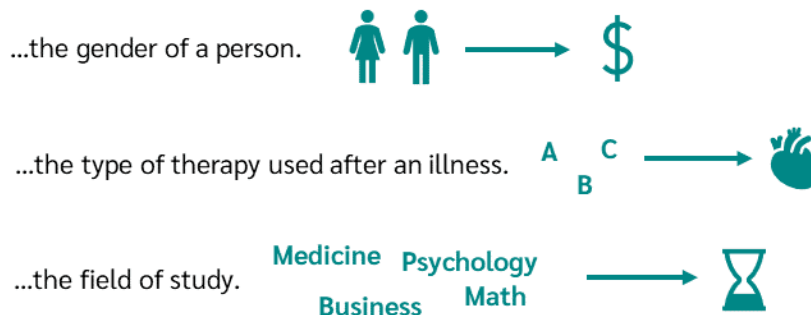 ...the gender of a person.
$
...the type of therapy used after an illness.
A
C
B
...the field of study.
Medicine
Psychology
Business
Math